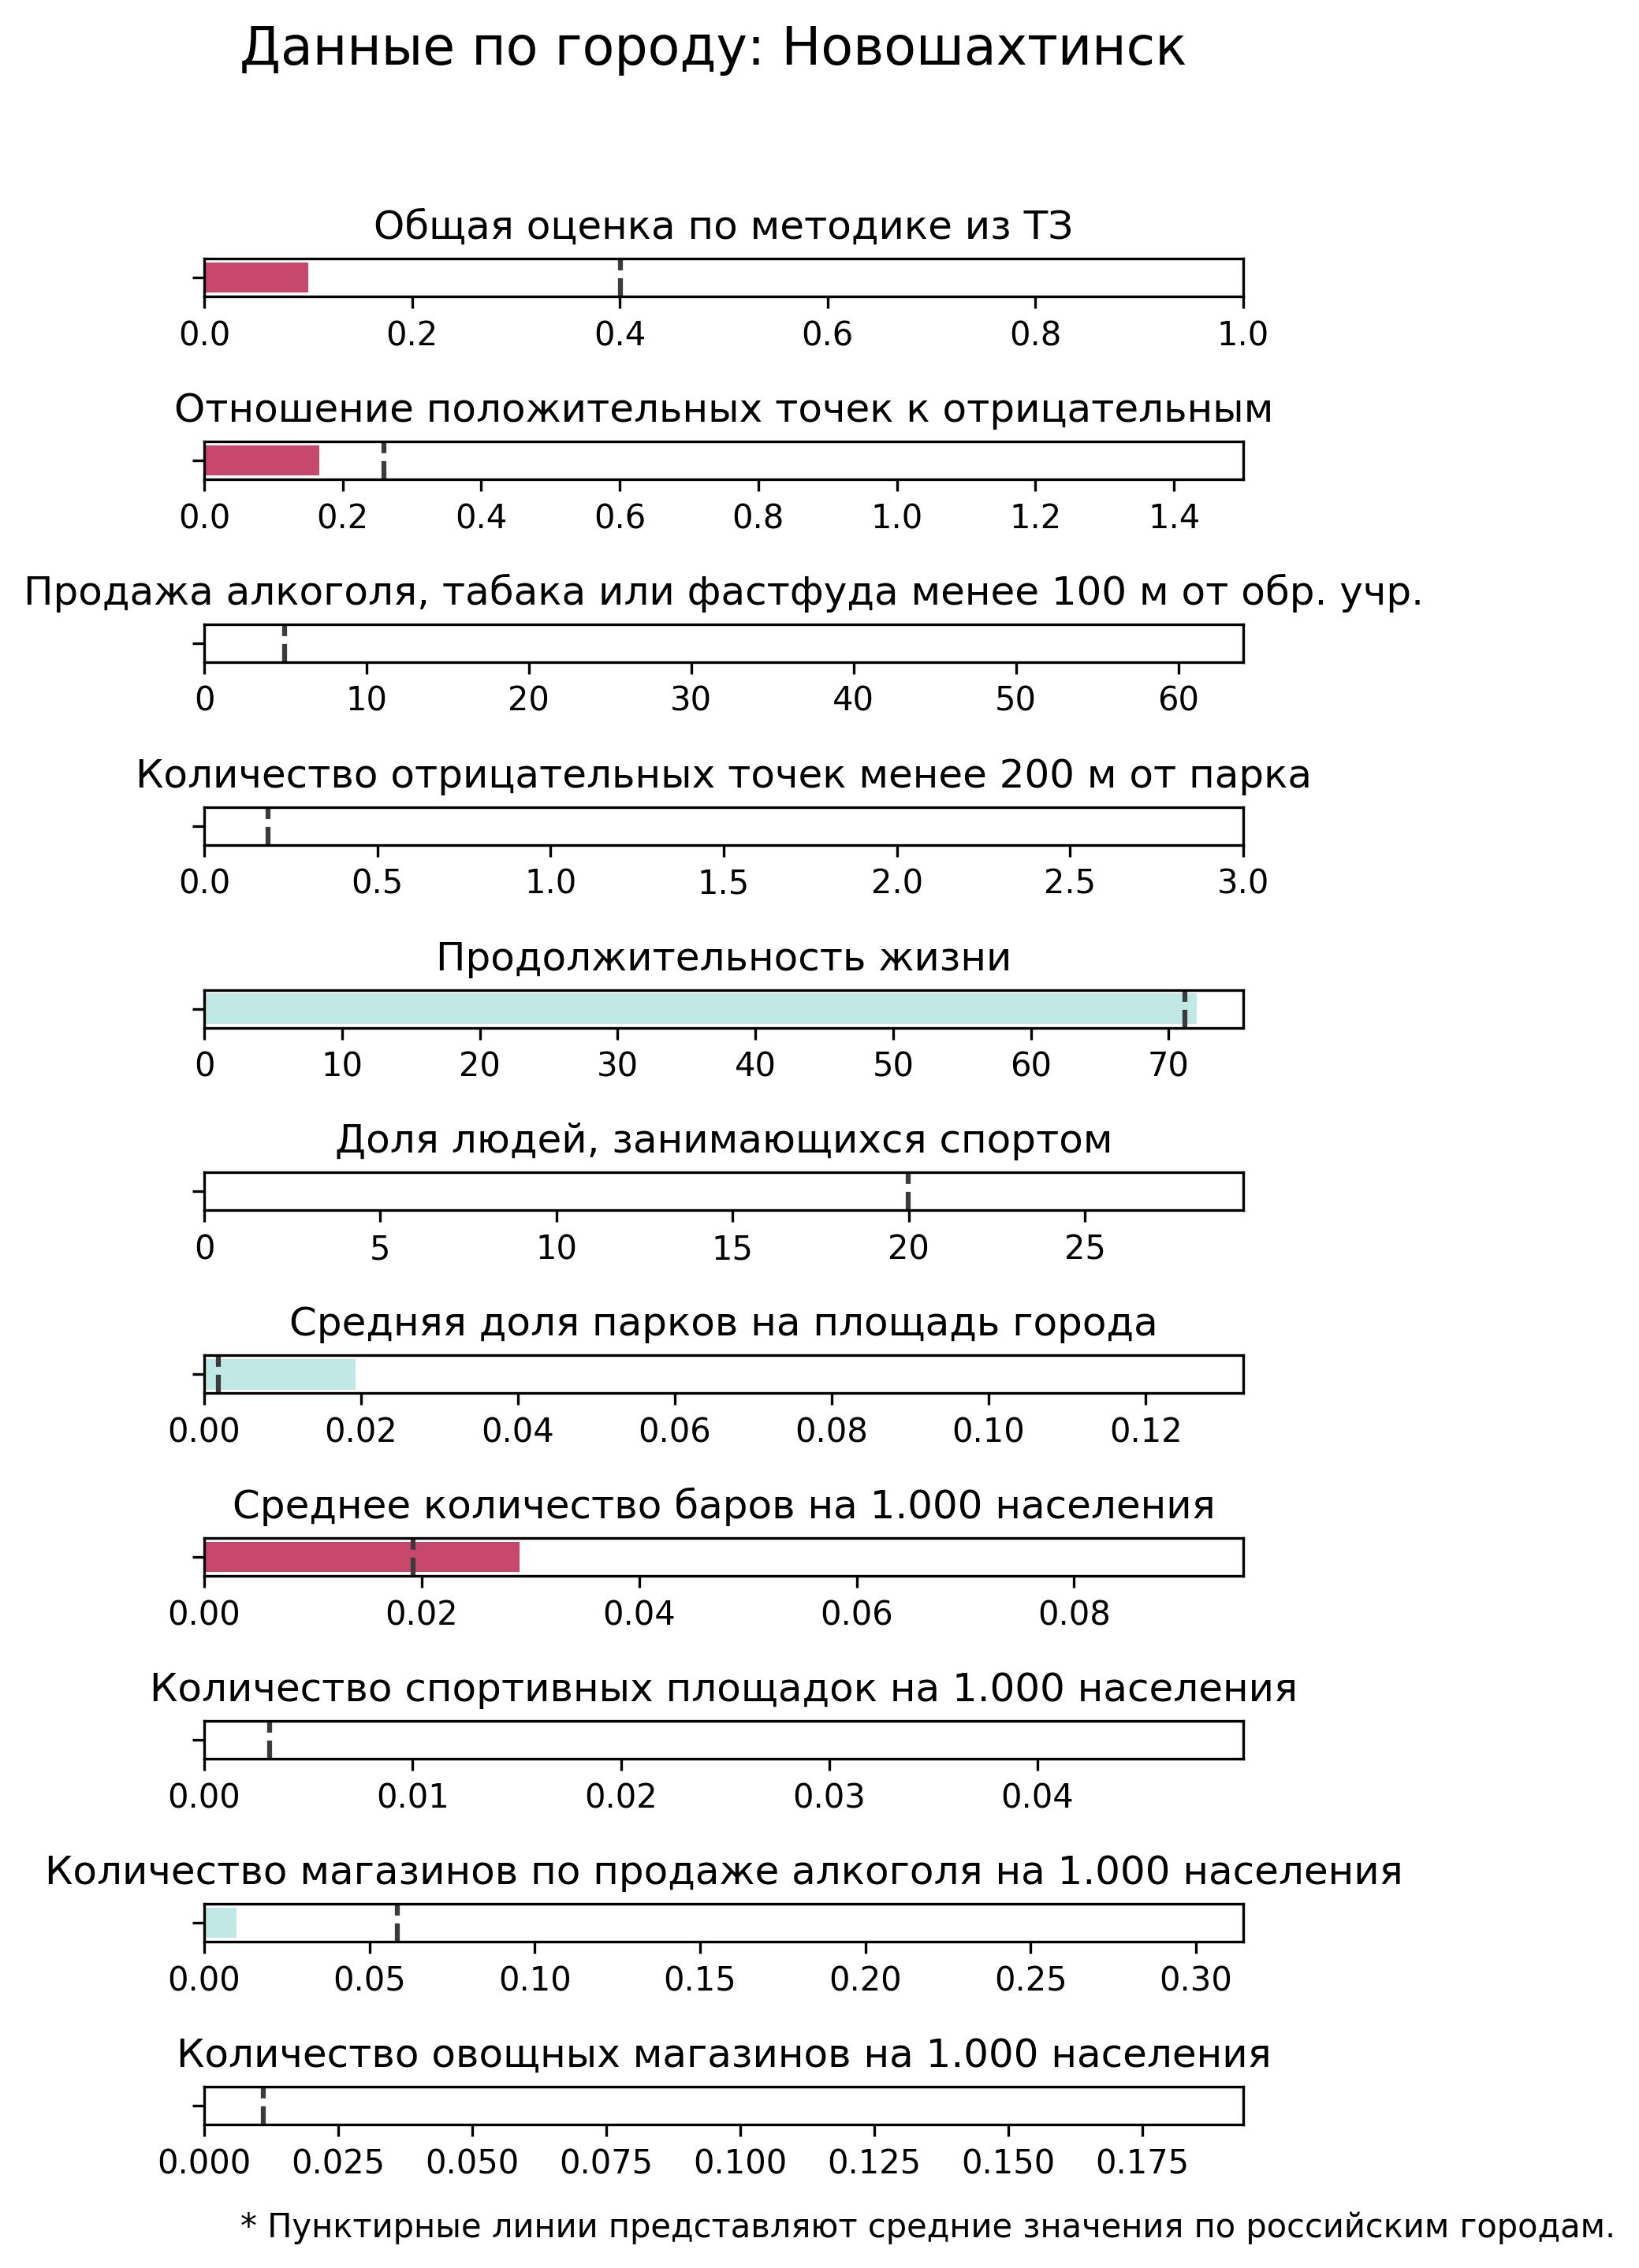 Данные по городу: Новошахтинск
Общая оценка по методике из ТЗ
0.0 0.2 0.4 0.6 0.8 1.0
Отношение положительных точек к отрицательным
0.0 0.2 0.4 0.6 0.8 1.0 1.2 1.4
Продажа алкоголя, табака или фастфуда менее 100 м от обр. учр.
0 10 20 30 40 50 60
Количество отрицательных точек менее 200 м от парка
0.0 0.5 1.0 1.5 2.0 2.5 3.0
Продолжительность жизни
0 10 20 30 40 50 60 70
Доля людей, занимающихся спортом
0 5 10 15 20 25
Средняя доля парков на площадь города
0.00 0.02 0.04 0.06 0.08 0.10 0.12
Среднее количество баров на 1.000 населения
0.00 0.02 0.04 0.06 0.08
Количество спортивных площадок на 1.000 населения
0.00 0.01 0.02 0.03 0.04
Количество магазинов по продаже алкоголя на 1.000 населения
0.00 0.05 0.10 0.15 0.20 0.25 0.30
Количество овощных магазинов на 1.000 населения
0.000 0.025 0.050 0.075 0.100 0.125 0.150 0.175
* Пунктирные линии представляют средние значения по российским городам.